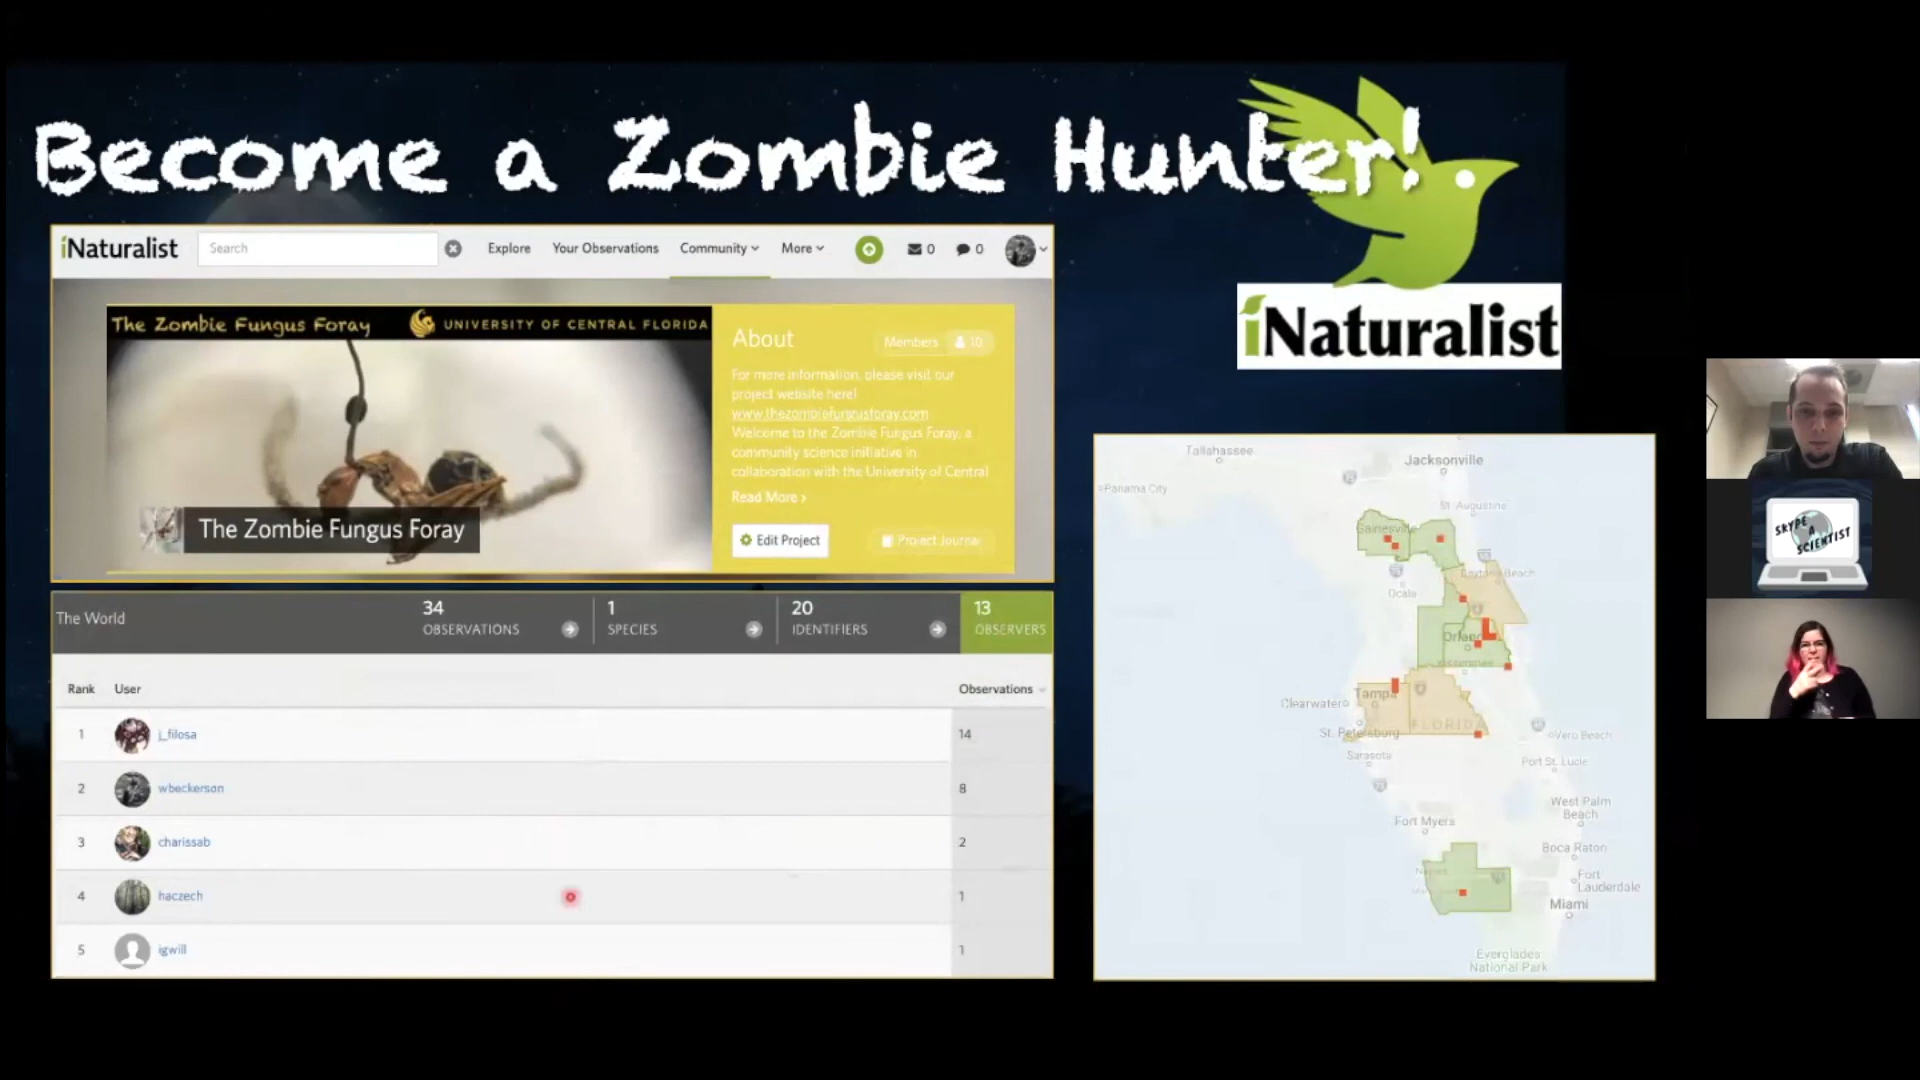 Become a Zombie Hunter!
iNaturalist
Search
Explore
Your Observations
Community
More
0
0
The Zombie Fungus Foray
UNIVERSITY OF CENTRAL FLORIDA
The Zombie Fungus Foray
About
Members 10
For more information, please visit our
project website here!
www.thezombiefungusforay.com
Welcome to the Zombie Fungus Foray, a
community science initiative in
collaboration with the University of Central
Read More >
Edit Project
Project Journal
The World
34
OBSERVATIONS
1
SPECIES
20
IDENTIFIERS
13
OBSERVERS
Rank User Observations
1 j_filosa 14
2 wbeckerson 8
3 charissab 2
4 haczech 1
5 igwill 1
iNaturalist
Tallahassee
Jacksonville
Panama City
St. Augustine
Gainesville
Daytona Beach
Ocala
Orlando
Kissimmee
Tampa
Clearwater
FLORIDA
St. Petersburg
Vero Beach
Sarasota
Port St. Lucie
West Palm
Beach
Fort Myers
Boca Raton
Naples
Fort
Lauderdale
Miami
Everglades
National Park
SKYPE
A
SCIENTIST